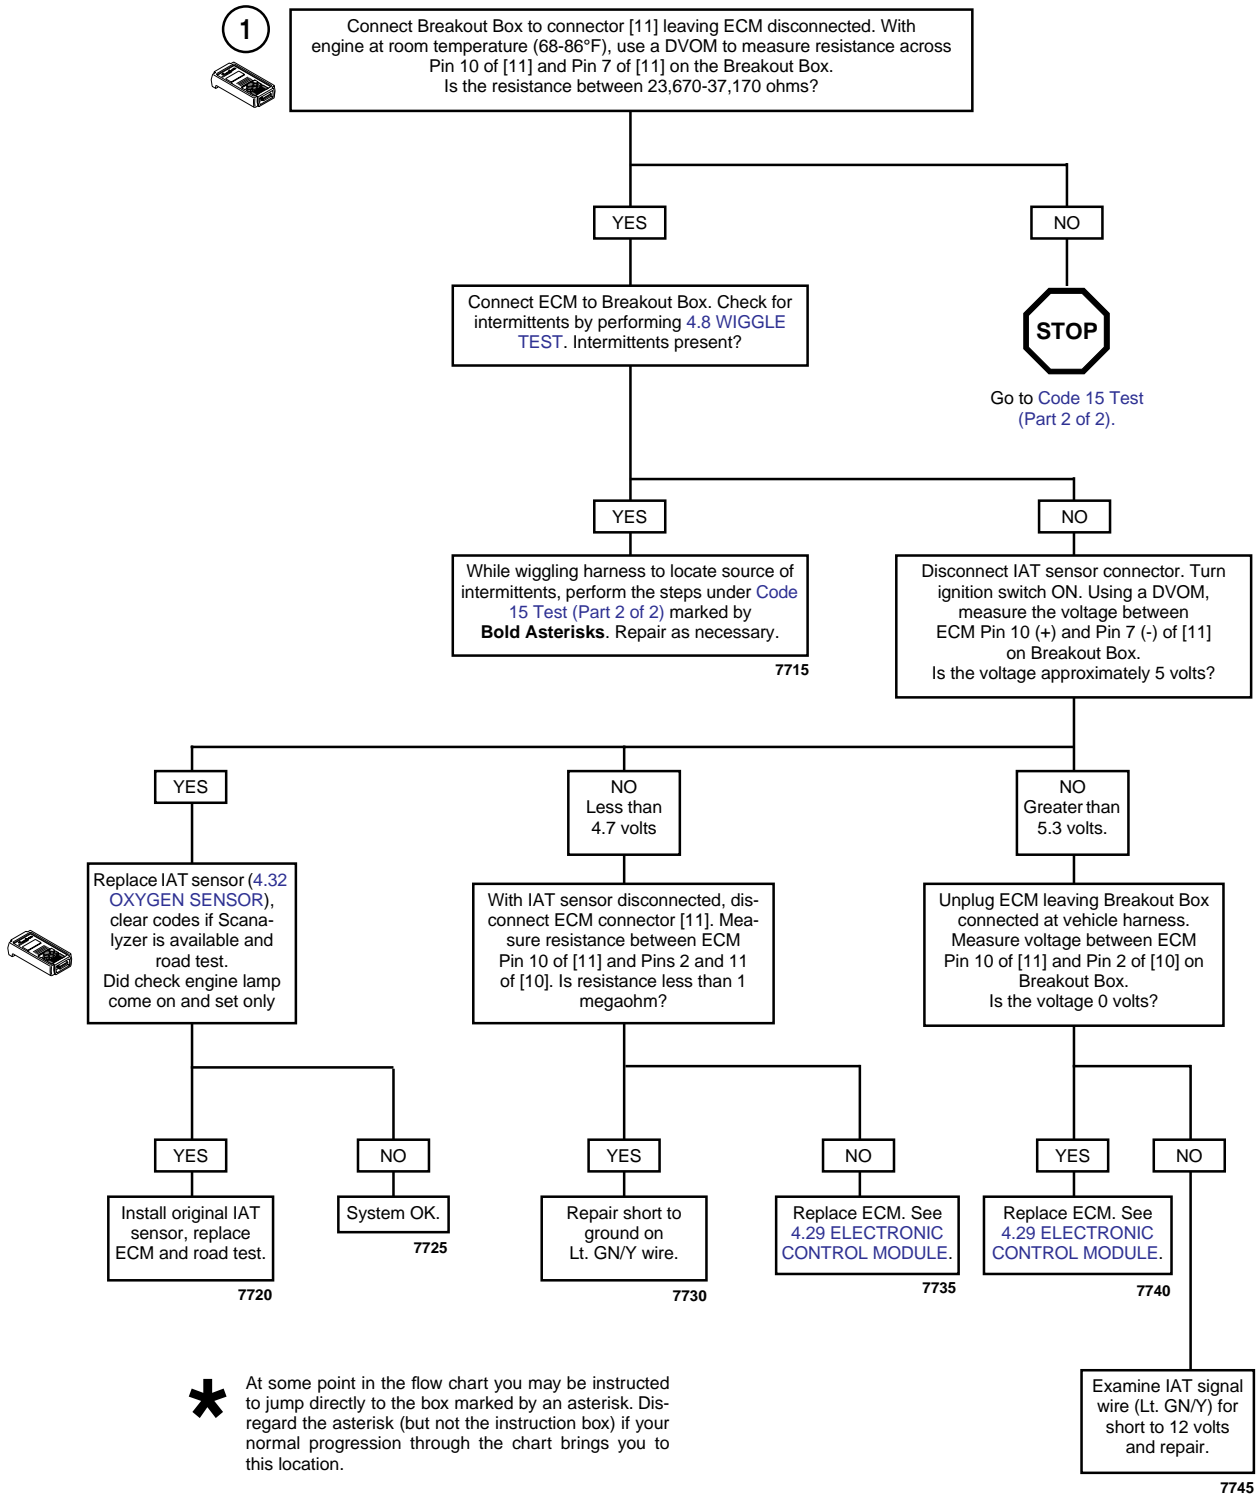 1
Connect Breakout Box to connector [11] leaving ECM disconnected. With
engine at room temperature (68-86°F), use a DVOM to measure resistance across
Pin 10 of [11] and Pin 7 of [11] on the Breakout Box.
Is the resistance between 23,670-37,170 ohms?
YES
NO
Connect ECM to Breakout Box. Check for
intermittents by performing 4.8 WIGGLE
TEST. Intermittents present?
STOP
Go to Code 15 Test
(Part 2 of 2).
YES
NO
While wiggling harness to locate source of
intermittents, perform the steps under Code
15 Test (Part 2 of 2) marked by
Bold Asterisks. Repair as necessary.
7715
Disconnect IAT sensor connector. Turn
ignition switch ON. Using a DVOM,
measure the voltage between
ECM Pin 10 (+) and Pin 7 (-) of [11]
on Breakout Box.
Is the voltage approximately 5 volts?
YES
NO
Less than
4.7 volts
NO
Greater than
5.3 volts.
Replace IAT sensor (4.32
OXYGEN SENSOR),
clear codes if Scana-
lyzer is available and
road test.
Did check engine lamp
come on and set only
With IAT sensor disconnected, dis-
connect ECM connector [11]. Mea-
sure resistance between ECM
Pin 10 of [11] and Pins 2 and 11
of [10]. Is resistance less than 1
megaohm?
Unplug ECM leaving Breakout Box
connected at vehicle harness.
Measure voltage between ECM
Pin 10 of [11] and Pin 2 of [10] on
Breakout Box.
Is the voltage 0 volts?
YES
NO
YES
NO
YES
NO
Install original IAT
sensor, replace
ECM and road test.
7720
System OK.
7725
Repair short to
ground on
Lt. GN/Y wire.
7730
Replace ECM. See
4.29 ELECTRONIC
CONTROL MODULE.
7735
Replace ECM. See
4.29 ELECTRONIC
CONTROL MODULE.
7740
Examine IAT signal
wire (Lt. GN/Y) for
short to 12 volts
and repair.
7745
* At some point in the flow chart you may be instructed
to jump directly to the box marked by an asterisk. Dis-
regard the asterisk (but not the instruction box) if your
normal progression through the chart brings you to
this location.